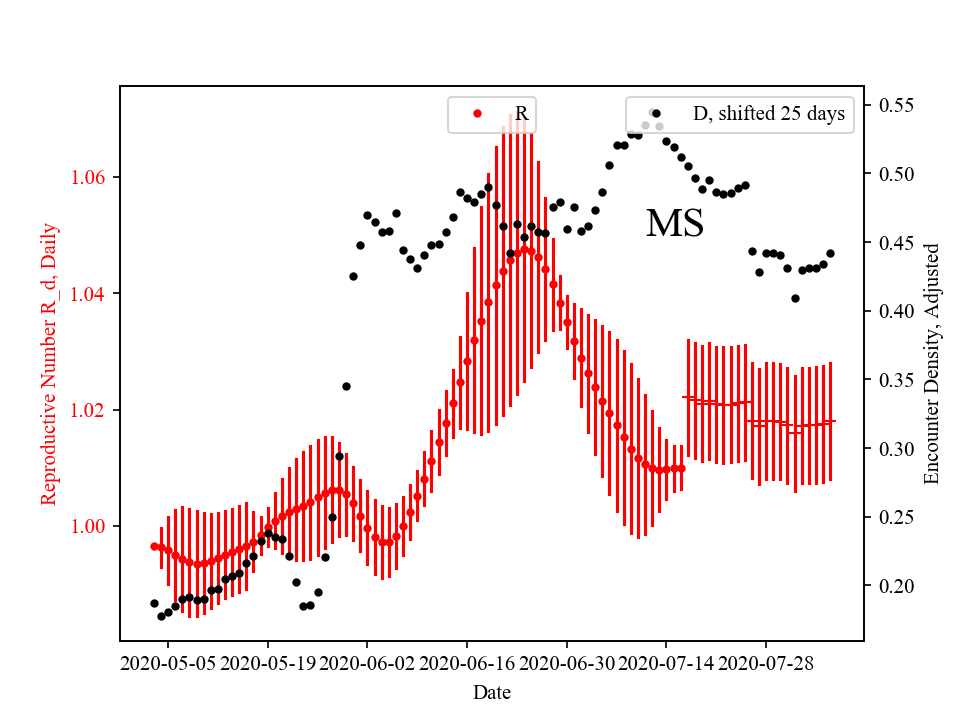 R
D, shifted 25 days
MS
1.06
1.04
1.02
1.00
Reproductive Number R_d, Daily
0.55
0.50
0.45
0.40
0.35
0.30
0.25
0.20
Encounter Density, Adjusted
2020-05-05 2020-05-19 2020-06-02 2020-06-16 2020-06-30 2020-07-14 2020-07-28
Date